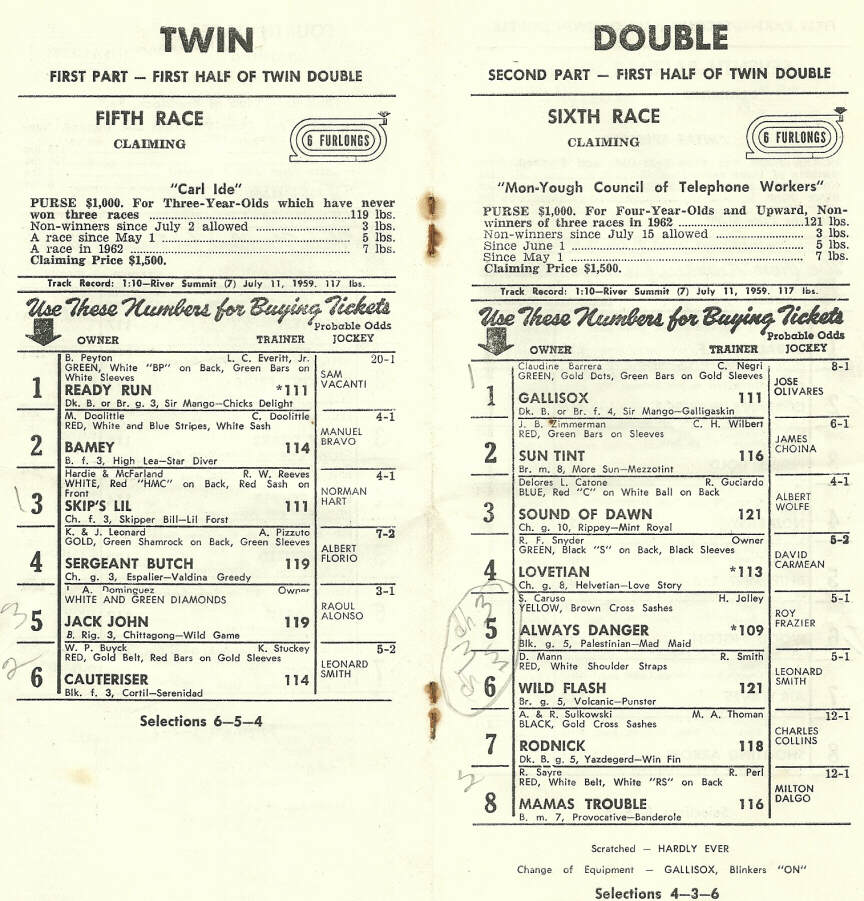 TWIN
FIRST PART — FIRST HALF OF TWIN DOUBLE
FIFTH RACE
CLAIMING
6 FURLONGS
"Carl Ide"
PURSE $1,000. For Three-Year-Olds which have never
won three races ... 119 lbs.
Non-winners since July 2 allowed ... 3 lbs.
A race since May 1 ... 5 lbs.
A race in 1962 ... 7 lbs.
Claiming Price $1,500.
Track Record: 1:10—River Summit (7) July 11, 1959. 117 lbs.
Use These Numbers for Buying Tickets
Probable Odds
OWNER TRAINER JOCKEY
B. Peyton L. C. Everitt, Jr. 20-1
GREEN, White "BP" on Back, Green Bars on
White Sleeves
1 READY RUN *111 SAM VACANTI
Dk. B. or Br. g. 3, Sir Mango—Chicks Delight
M. Doolittle C. Doolittle 4-1
RED, White and Blue Stripes, White Sash
2 BAMEY 114 MANUEL BRAVO
B. f. 3, High Lea—Star Diver
Hardie & McFarland R. W. Reeves 4-1
WHITE, Red "HMC" on Back, Red Sash on
Front
1 3 SKIP'S LIL 111 NORMAN HART
Ch. f. 3, Skipper Bill—Lil Forst
K. & J. Leonard A. Pizzuto 7-2
GOLD, Green Shamrock on Back, Green Sleeves
4 SERGEANT BUTCH 119 ALBERT FLORIO
Ch. g. 3, Espalier—Valdina Greedy
A. Dominguez Owner 3-1
WHITE AND GREEN DIAMONDS
3 5 JACK JOHN 119 RAOUL ALONSO
B. Rig. 3, Chittagong—Wild Game
W. P. Buyck K. Stuckey 5-2
RED, Gold Belt, Red Bars on Gold Sleeves
2 6 CAUTERISER 114 LEONARD SMITH
Blk. f. 3, Cortil—Serenidad
Selections 6—5—4
DOUBLE
SECOND PART — FIRST HALF OF TWIN DOUBLE
SIXTH RACE
CLAIMING
6 FURLONGS
"Mon-Yough Council of Telephone Workers"
PURSE $1,000. For Four-Year-Olds and Upward, Non-
winners of three races in 1962 ... 121 lbs.
Non-winners since July 15 allowed ... 3 lbs.
Since June 1 ... 5 lbs.
Since May 1 ... 7 lbs.
Claiming Price $1,500.
Track Record: 1:10—River Summit (7) July 11, 1959. 117 lbs.
Use These Numbers for Buying Tickets
Probable Odds
OWNER TRAINER JOCKEY
Claudine Barrera C. Negri 8-1
GREEN, Gold Dots, Green Bars on Gold Sleeves
1 1 GALLISOX 111 JOSE OLIVARES
Dk. B. or Br. f. 4, Sir Mango—Galligaskin
J. B. Zimmerman C. H. Wilbert 6-1
RED, Green Bars on Sleeves
2 SUN TINT 116 JAMES CHOINA
Br. m. 8, More Sun—Mezzotint
Delores L. Catone R. Guciardo 4-1
BLUE, Red "C" on White Ball on Back
3 SOUND OF DAWN 121 ALBERT WOLFE
Ch. g. 10, Rippey—Mint Royal
R. F. Snyder Owner 5-2
GREEN, Black "S" on Back, Black Sleeves
4 LOVETIAN *113 DAVID CARMEAN
Ch. g. 8, Helvetian—Love Story
S. Caruso H. Jolley 5-1
YELLOW, Brown Cross Sashes
5 ALWAYS DANGER *109 ROY FRAZIER
Blk. g. 5, Palestinian—Mad Maid
D. Mann R. Smith 5-1
RED, White Shoulder Straps
6 WILD FLASH 121 LEONARD SMITH
Br. g. 5, Volcanic—Punster
A. & R. Sulkowski M. A. Thoman 12-1
BLACK, Gold Cross Sashes
7 RODNICK 118 CHARLES COLLINS
Dk. B. g. 5, Yazdegerd—Win Fin
R. Sayre R. Perl 12-1
RED, White Belt, White "RS" on Back
2 8 MAMAS TROUBLE 116 MILTON DALGO
B. m. 7, Provocative—Banderole
Scratched — HARDLY EVER
Change of Equipment — GALLISOX, Blinkers "ON"
Selections 4—3—6